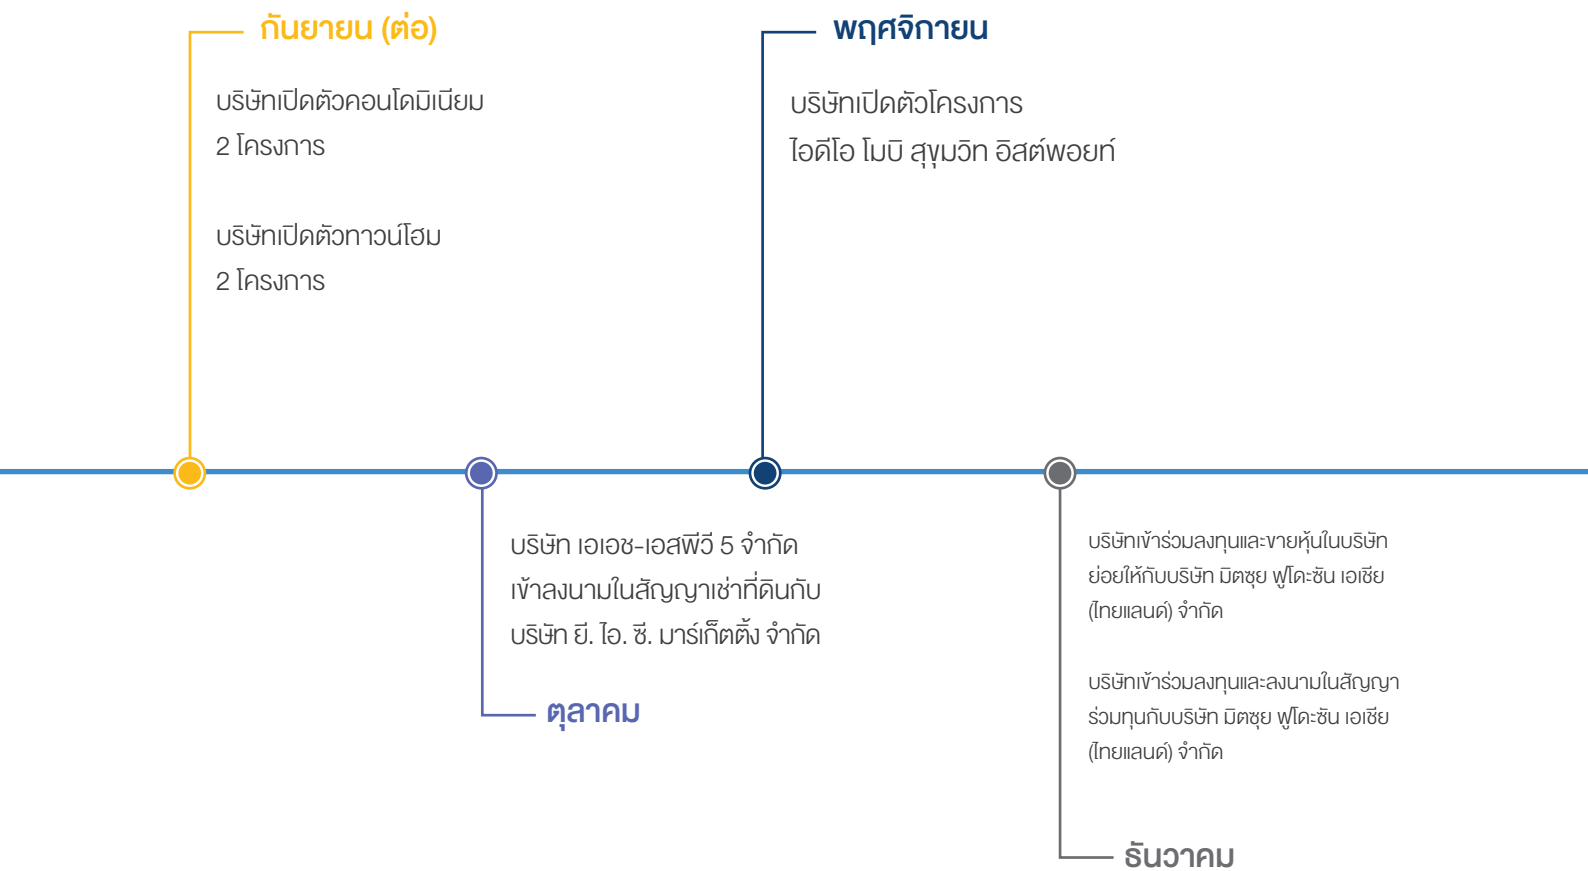 กันยายน (ต่อ)
บริษัทเปิดตัวคอนโดมิเนียม
2 โครงการ
บริษัทเปิดตัวทาวน์โฮม
2 โครงการ
พฤศจิกายน
บริษัทเปิดตัวโครงการ
ไอดีโอ โมบิ สุขุมวิท อิสต์พอยท์
บริษัท เอเอช-เอสพีวี 5 จำกัด
เข้าลงนามในสัญญาเช่าที่ดินกับ
บริษัท ยี. ไอ. ซี. มาร์เก็ตติ้ง จำกัด
ตุลาคม
บริษัทเข้าร่วมลงทุนและขายหุ้นในบริษัท
ย่อยให้กับบริษัท มิตซุย ฟูโดะซัน เอเชีย
(ไทยแลนด์) จำกัด
บริษัทเข้าร่วมลงทุนและลงนามในสัญญา
ร่วมทุนกับบริษัท มิตซุย ฟูโดะซัน เอเชีย
(ไทยแลนด์) จำกัด
ธันวาคม